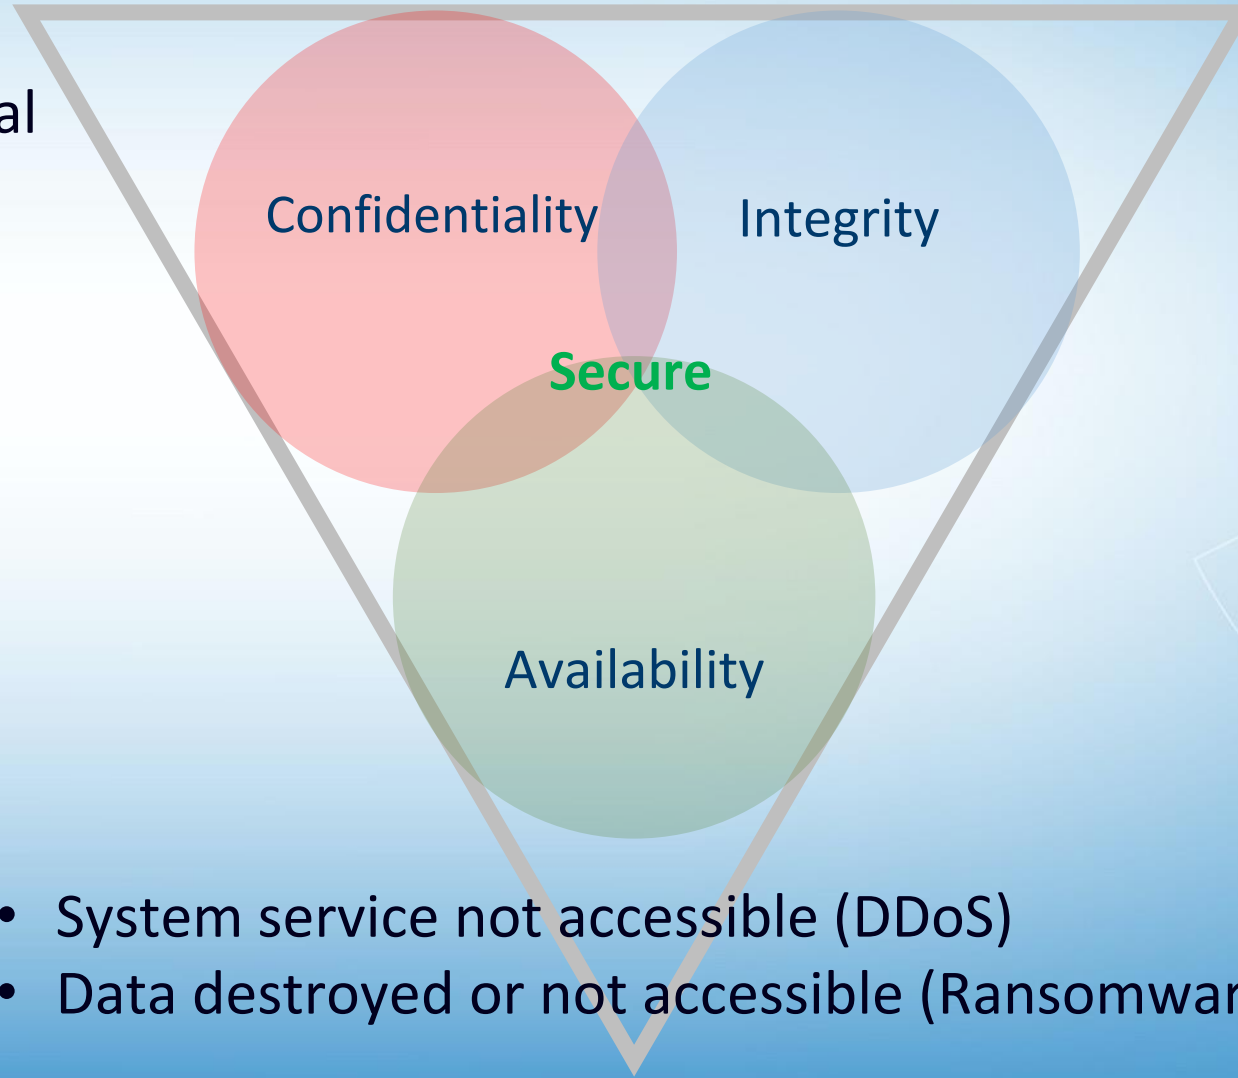 al
Confidentiality
Integrity
Secure
Availability
• System service not accessible (DDoS)
• Data destroyed or not accessible (Ransomwar